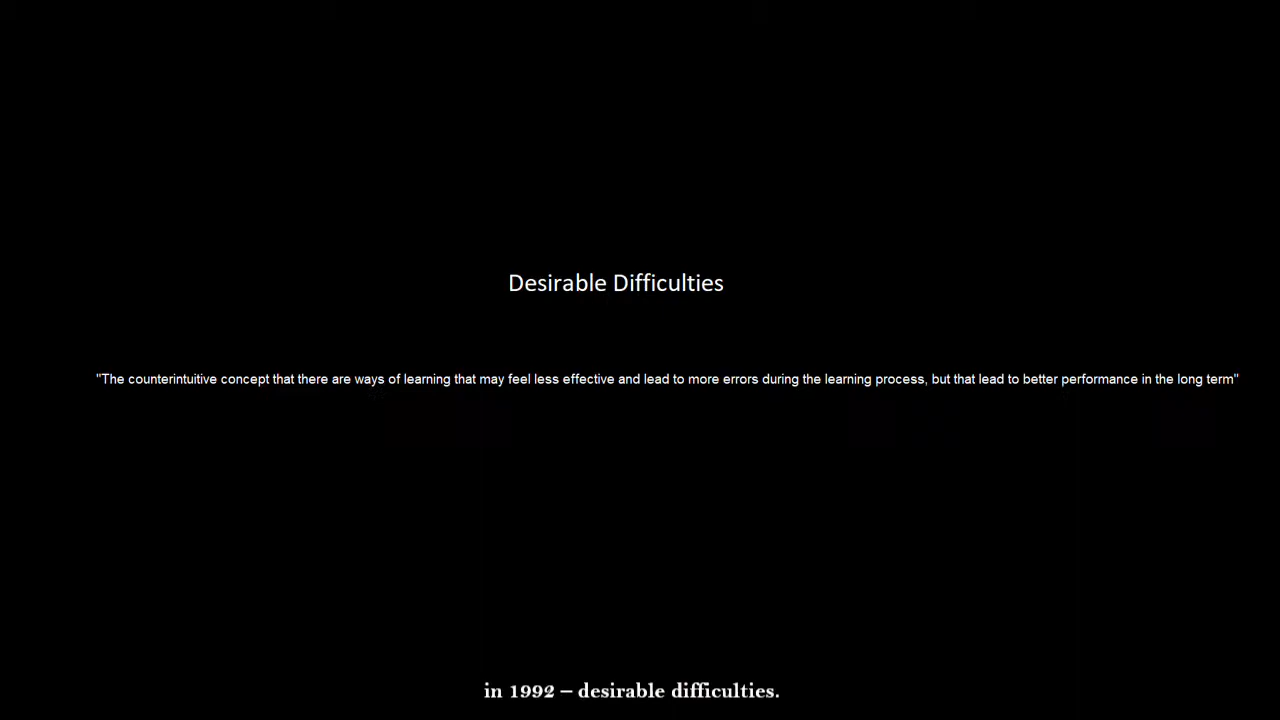 Desirable Difficulties
"The counterintuitive concept that there are ways of learning that may feel less effective and lead to more errors during the learning process, but that lead to better performance in the long term"
in 1992 – desirable difficulties.